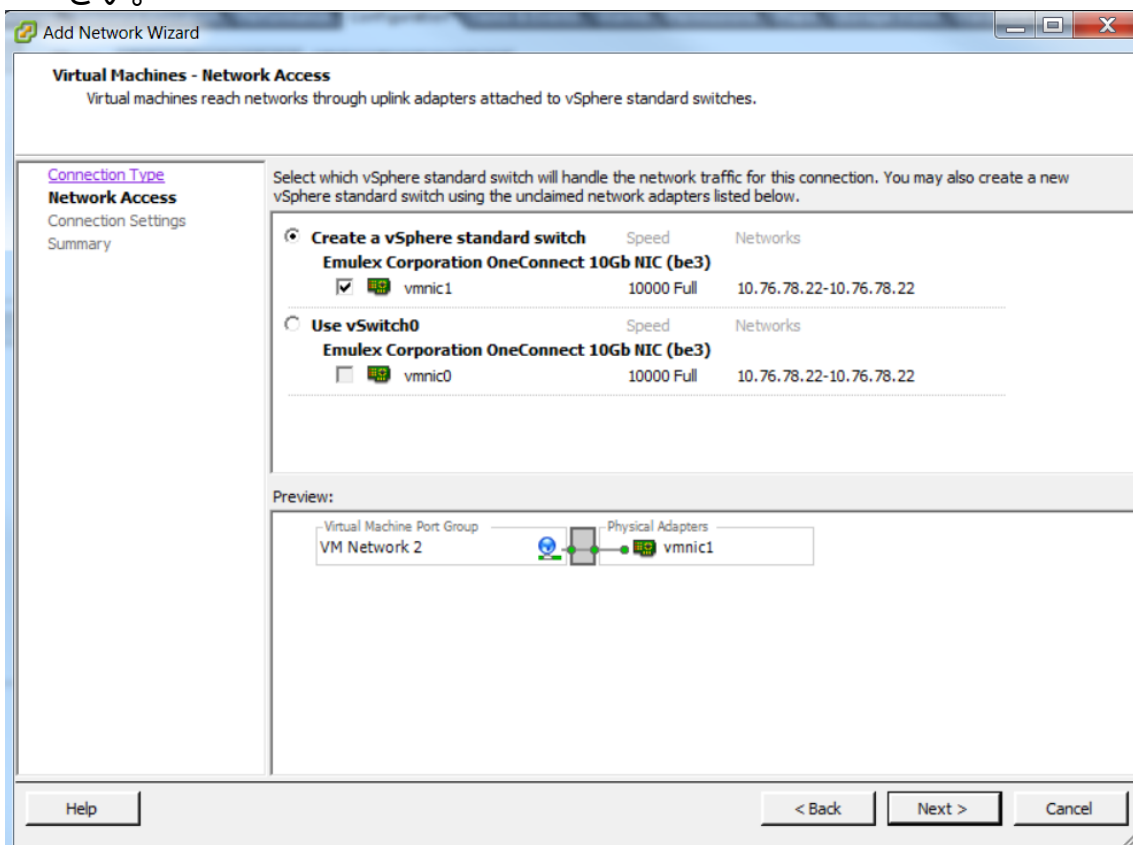 さい。
Add Network Wizard
Virtual Machines - Network Access
Virtual machines reach networks through uplink adapters attached to vSphere standard switches.
Connection Type
Network Access
Connection Settings
Summary
Select which vSphere standard switch will handle the network traffic for this connection. You may also create a new
vSphere standard switch using the unclaimed network adapters listed below.
Create a vSphere standard switch Speed Networks
Emulex Corporation OneConnect 10Gb NIC (be3)
vmnic1 10000 Full 10.76.78.22-10.76.78.22
Use vSwitch0 Speed Networks
Emulex Corporation OneConnect 10Gb NIC (be3)
vmnic0 10000 Full 10.76.78.22-10.76.78.22
Preview:
Virtual Machine Port Group Physical Adapters
VM Network 2 vmnic1
Help < Back Next > Cancel